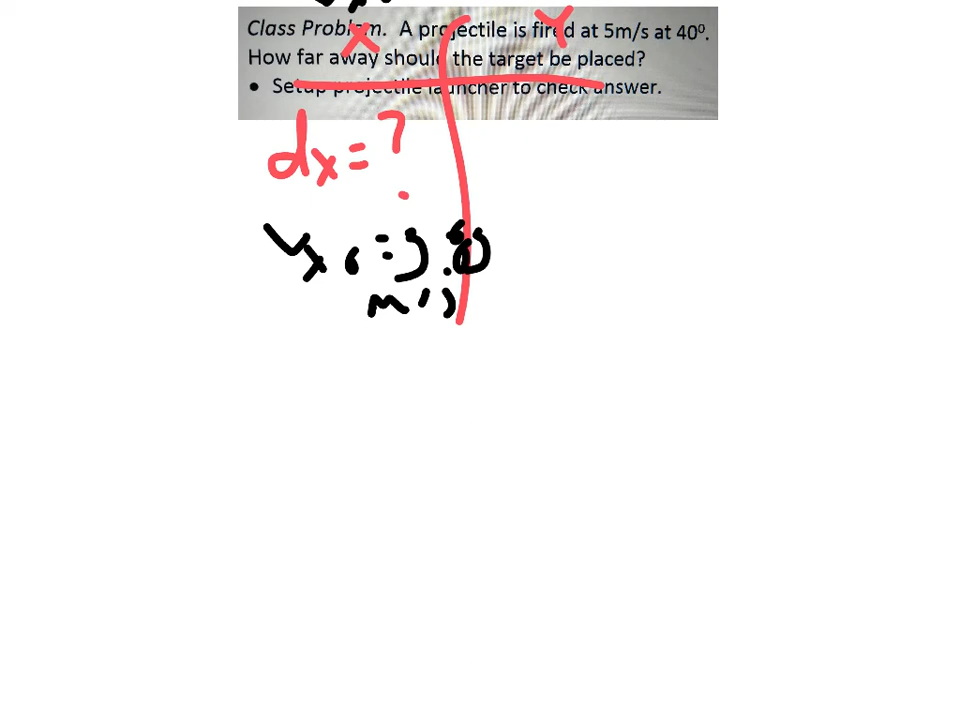 Class Problem. A projectile is fired at 5m/s at 40⁰.
How far away should the target be placed?
• Setup projectile launcher to check answer.
X Y
dx = ?
m/s